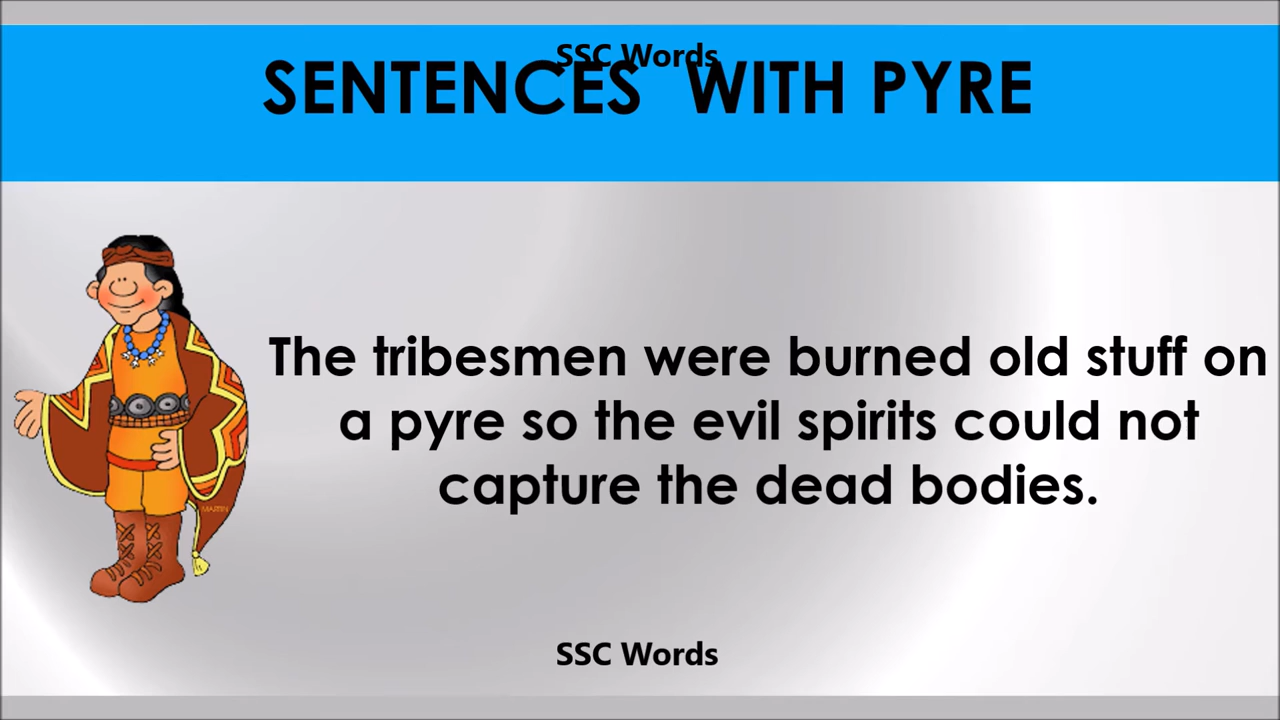 SSC Words
SENTENCES WITH PYRE
The tribesmen were burned old stuff on
a pyre so the evil spirits could not
capture the dead bodies.
MARTIN
SSC Words